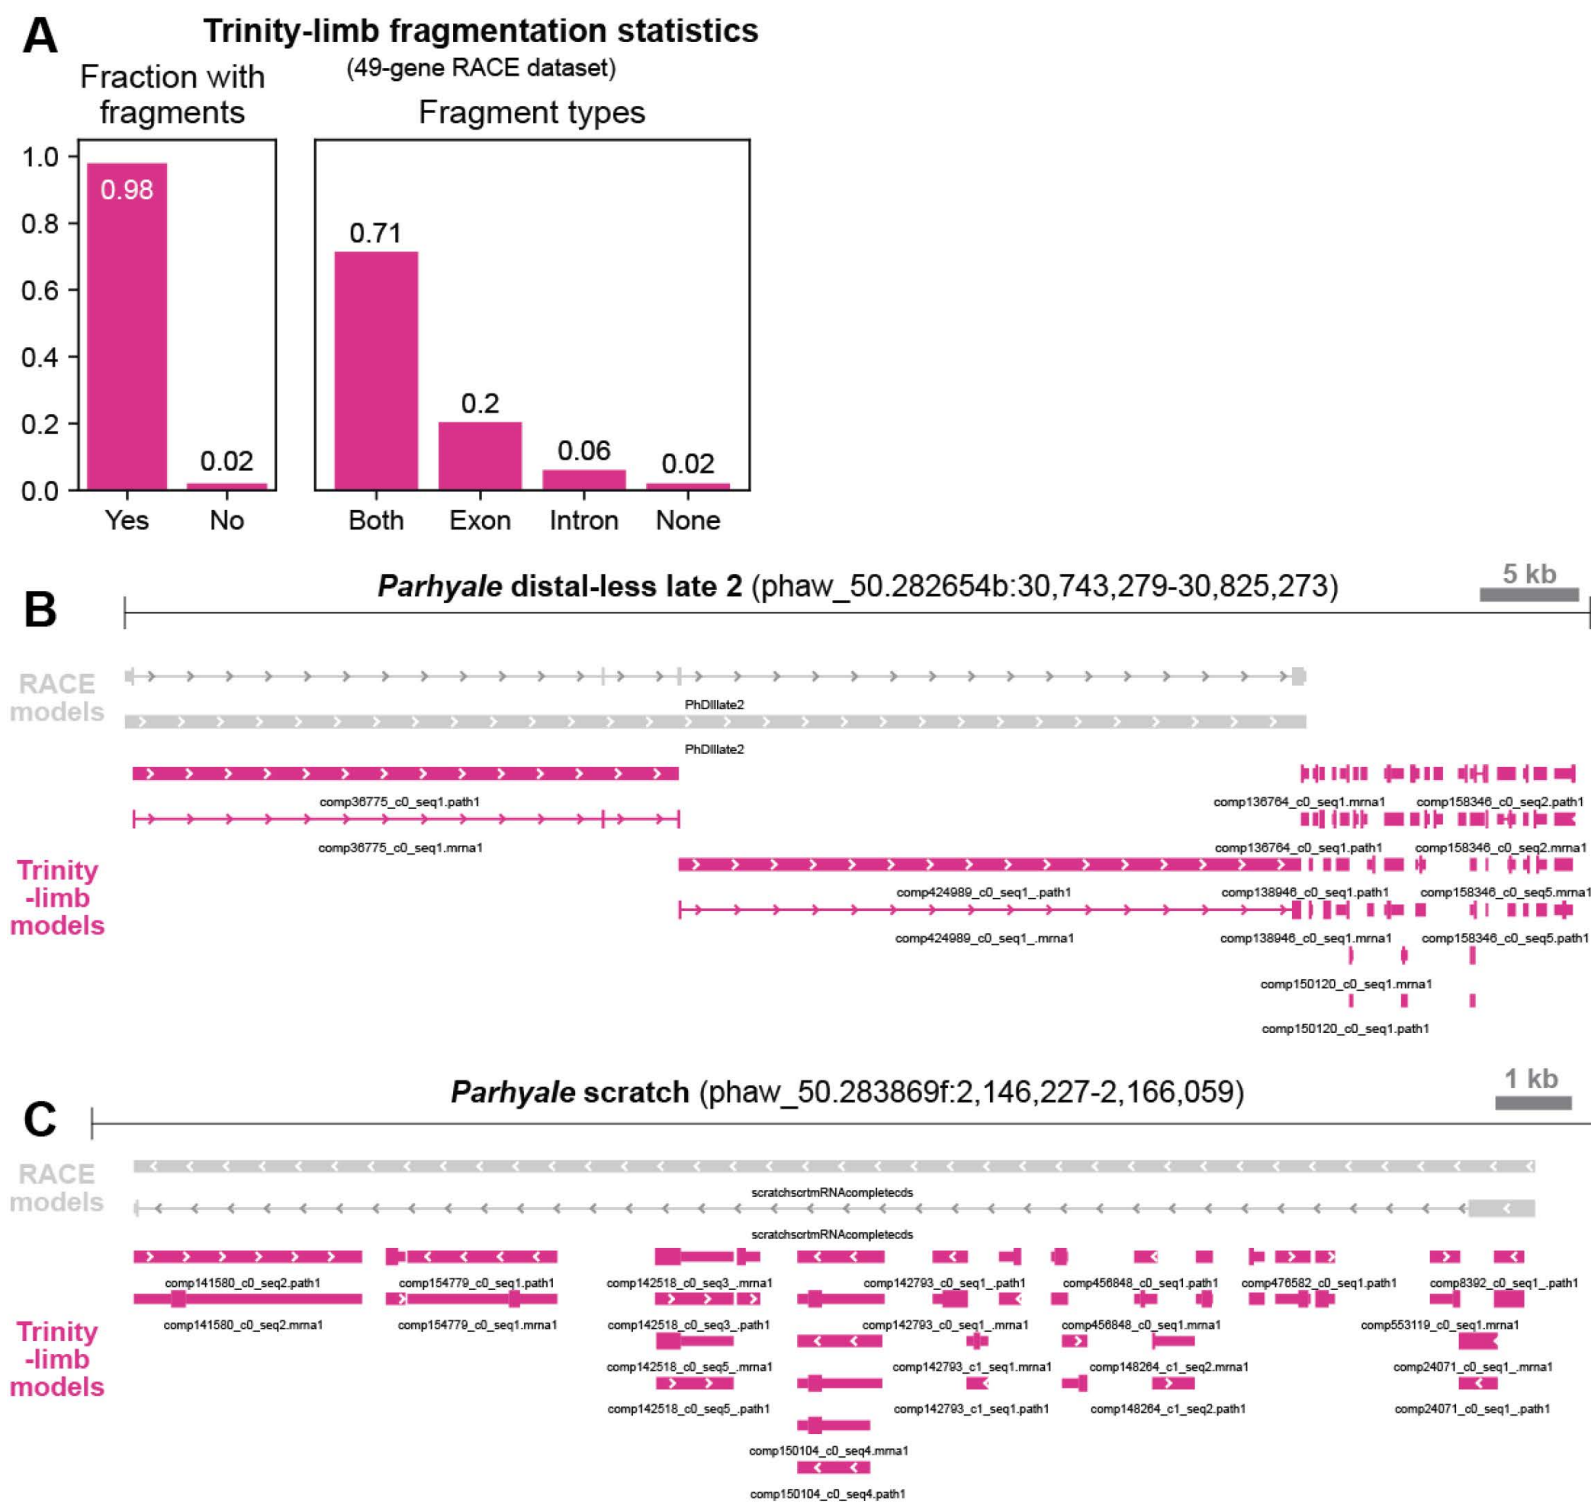 A
Trinity-limb fragmentation statistics
(49-gene RACE dataset)
Fraction with
fragments
Fragment types
1.0
0.8
0.6
0.4
0.2
0.0
0.98
0.02
0.71
0.2
0.06
0.02
Yes
No
Both
Exon
Intron
None
B
Parhyale distal-less late 2 (phaw_50.282654b:30,743,279-30,825,273)
5 kb
RACE
models
PhDlllate2
PhDlllate2
Trinity
-limb
models
comp36775_c0_seq1.path1
comp136764_c0_seq1.mrna1
comp158346_c0_seq2.path1
comp36775_c0_seq1.mrna1
comp136764_c0_seq1.path1
comp158346_c0_seq2.mrna1
comp424989_c0_seq1_.path1
comp138946_c0_seq1.path1
comp158346_c0_seq5.mrna1
comp424989_c0_seq1_.mrna1
comp138946_c0_seq1.mrna1
comp158346_c0_seq5.path1
comp150120_c0_seq1.mrna1
comp150120_c0_seq1.path1
C
Parhyale scratch (phaw_50.283869f:2,146,227-2,166,059)
1 kb
RACE
models
scratchscrtmRNAcompletecds
scratchscrtmRNAcompletecds
Trinity
-limb
models
comp141580_c0_seq2.path1
comp154779_c0_seq1.path1
comp142518_c0_seq3_.mrna1
comp142793_c0_seq1_.path1
comp456848_c0_seq1.path1
comp476582_c0_seq1.path1
comp8392_c0_seq1_.path1
comp141580_c0_seq2.mrna1
comp154779_c0_seq1.mrna1
comp142518_c0_seq3_.path1
comp142793_c0_seq1_.mrna1
comp456848_c0_seq1.mrna1
comp553119_c0_seq1.mrna1
comp142518_c0_seq5_.mrna1
comp142793_c1_seq1.mrna1
comp148264_c1_seq2.mrna1
comp24071_c0_seq1_.mrna1
comp142518_c0_seq5_.path1
comp142793_c1_seq1.path1
comp148264_c1_seq2.path1
comp24071_c0_seq1_.path1
comp150104_c0_seq4.mrna1
comp150104_c0_seq4.path1